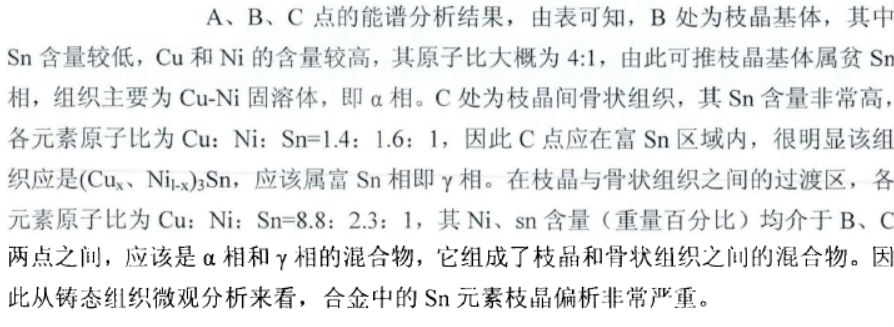 A、B、C 点的能谱分析结果，由表可知，B 处为枝晶基体，其中
Sn 含量较低，Cu 和 Ni 的含量较高，其原子比大概为 4:1，由此可推枝晶基体属贫 Sn
相，组织主要为 Cu-Ni 固溶体，即 α 相。C 处为枝晶间骨状组织，其 Sn 含量非常高，
各元素原子比为 Cu：Ni：Sn=1.4：1.6：1，因此 C 点应在富 Sn 区域内，很明显该组
织应是(Cuₓ、Ni₁₋ₓ)₃Sn，应该属富 Sn 相即 γ 相。在枝晶与骨状组织之间的过渡区，各
元素原子比为 Cu：Ni：Sn=8.8：2.3：1，其 Ni、sn 含量（重量百分比）均介于 B、C
两点之间，应该是 α 相和 γ 相的混合物，它组成了枝晶和骨状组织之间的混合物。因
此从铸态组织微观分析来看，合金中的 Sn 元素枝晶偏析非常严重。